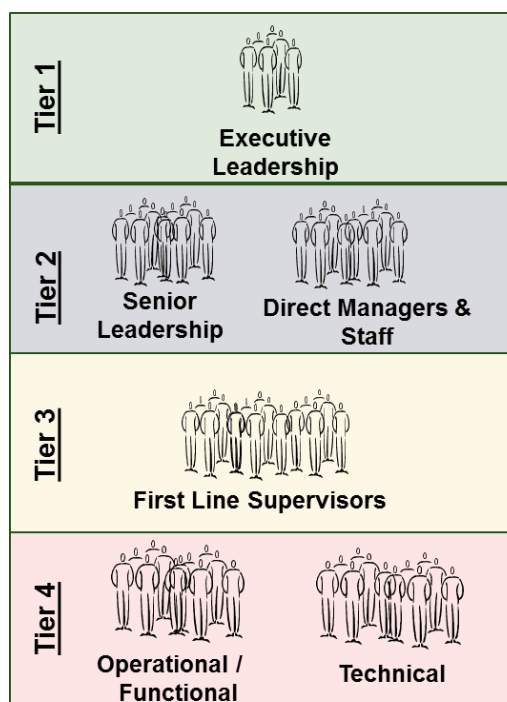 Tier 1
Executive
Leadership
Tier 2
Senior
Leadership
Direct Managers &
Staff
Tier 3
First Line Supervisors
Tier 4
Operational /
Functional
Technical